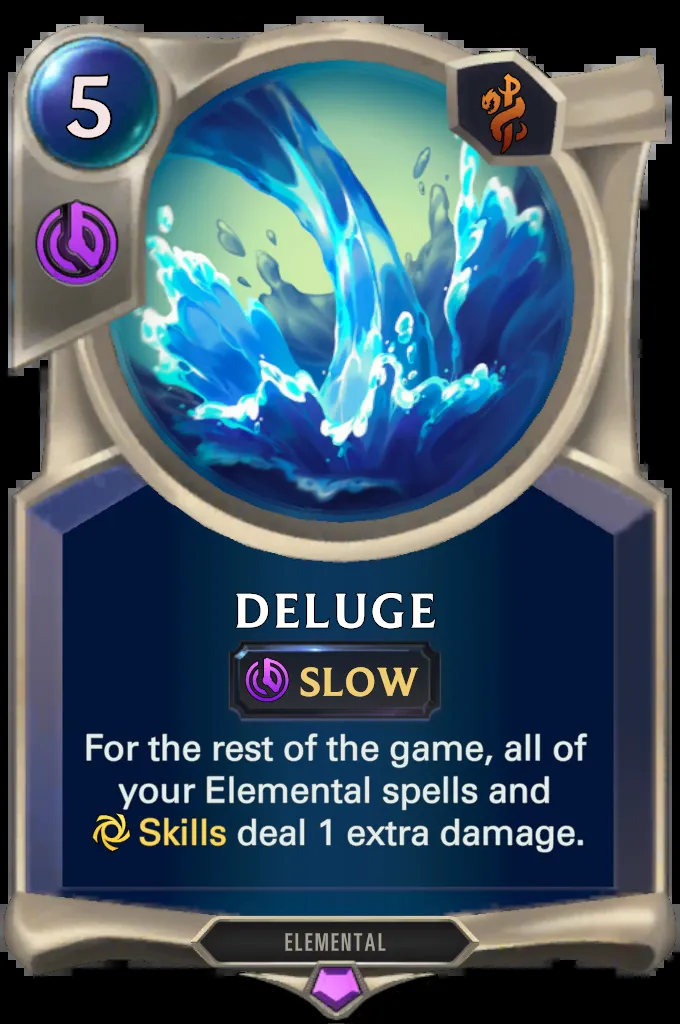 5
DELUGE
SLOW
For the rest of the game, all of
your Elemental spells and
Skills deal 1 extra damage.
ELEMENTAL